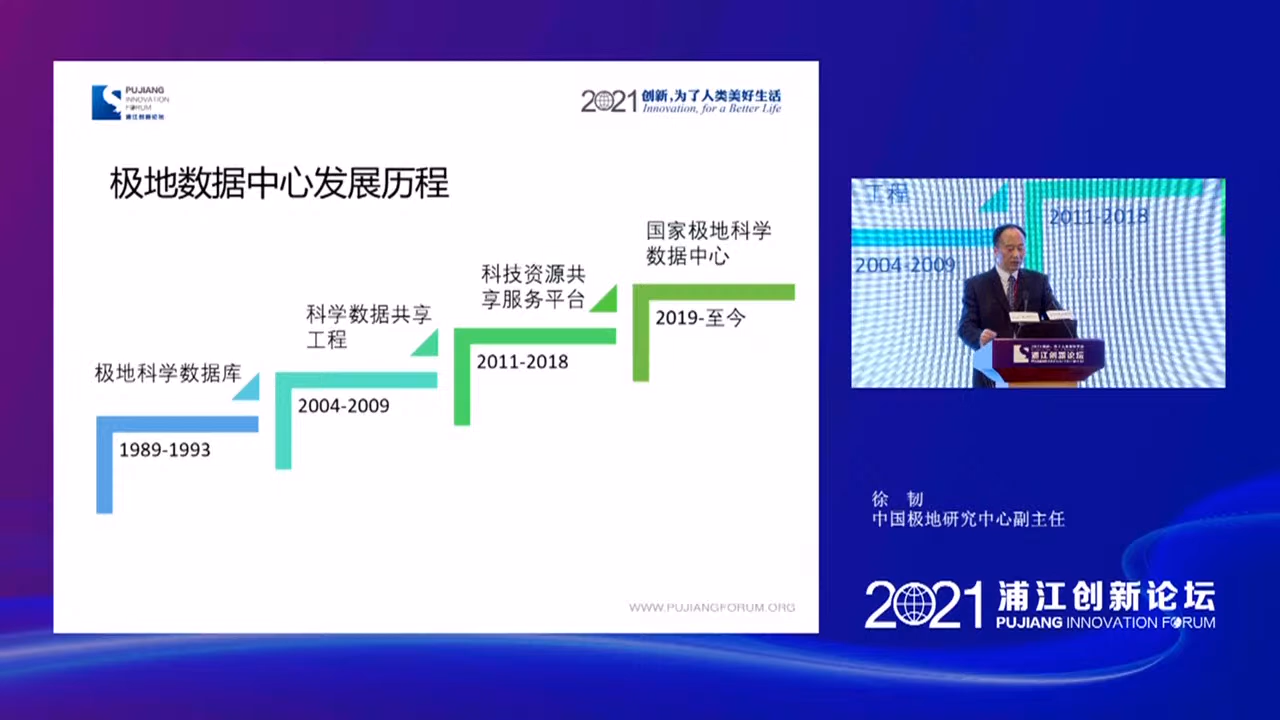 PUJIANG
INNOVATION
FORUM
浦江创新论坛
2021 创新,为了人类美好生活
Innovation, for a Better Life
极地数据中心发展历程
国家极地科学
数据中心
2019-至今
科技资源共
享服务平台
2011-2018
科学数据共享
工程
2004-2009
极地科学数据库
1989-1993
WWW.PUJIANGFORUM.ORG
工程
2011-2018
2004-2009
浦江创新论坛
徐 韧
中国极地研究中心副主任
2021 浦江创新论坛
PUJIANG INNOVATION FORUM